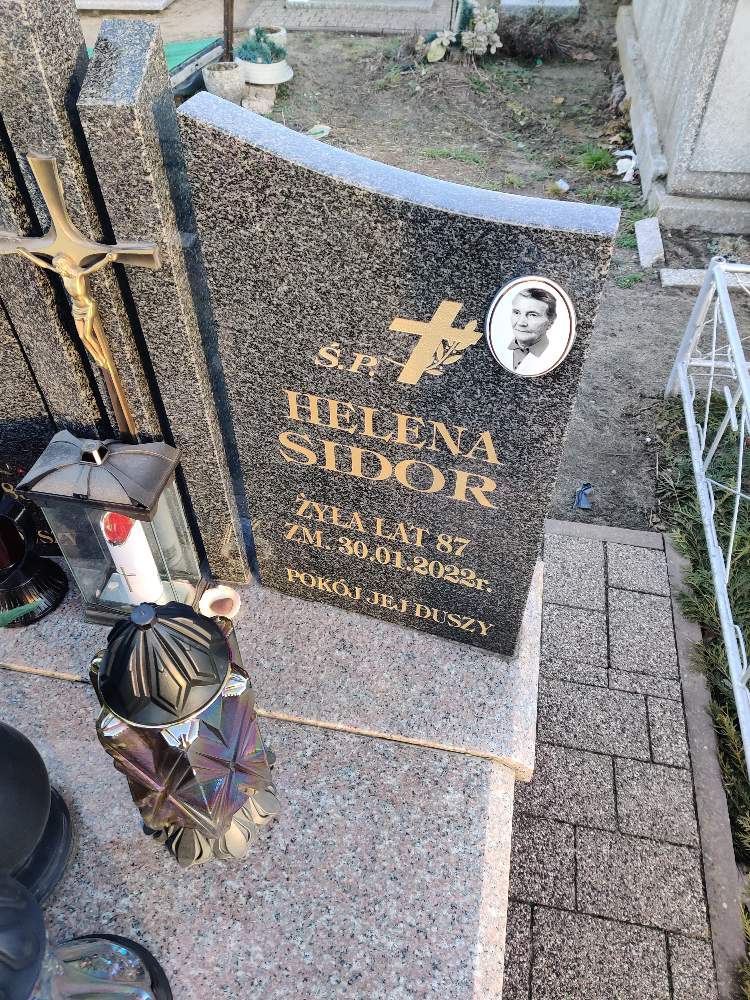 Ś.P.
HELENA
SIDOR
ŻYŁA LAT 87
ZM. 30.01.2022r.
POKÓJ JEJ DUSZY